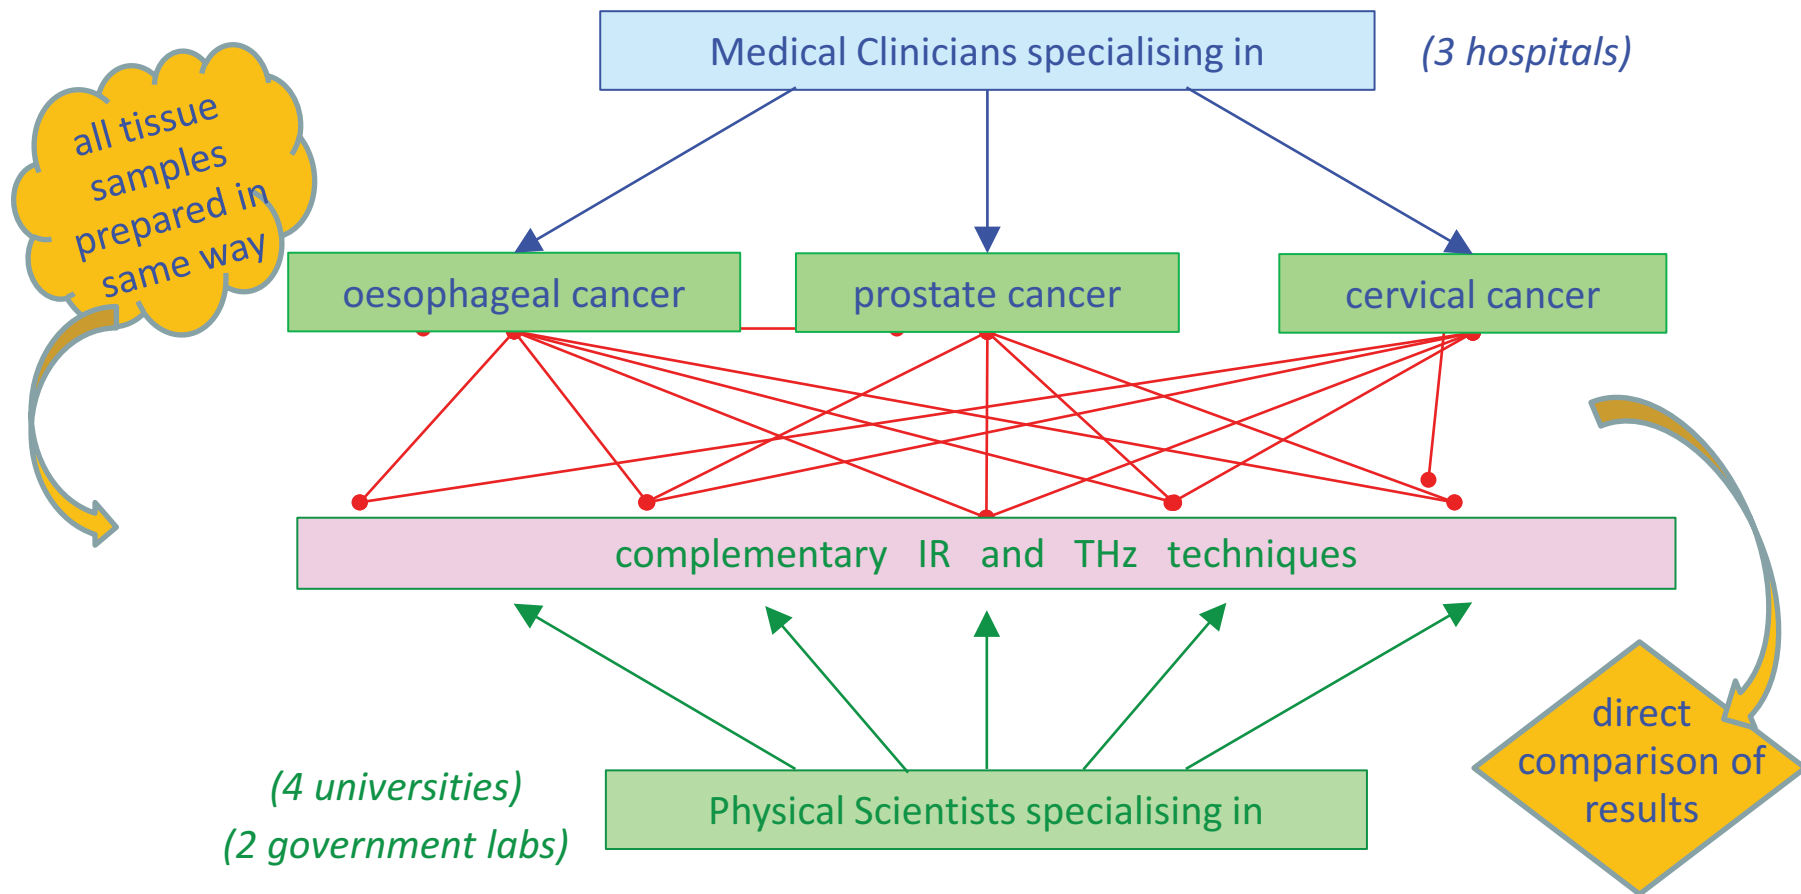 Medical Clinicians specialising in
(3 hospitals)
all tissue
samples
prepared in
same way
oesophageal cancer
prostate cancer
cervical cancer
complementary IR and THz techniques
direct
comparison of
results
(4 universities)
(2 government labs)
Physical Scientists specialising in